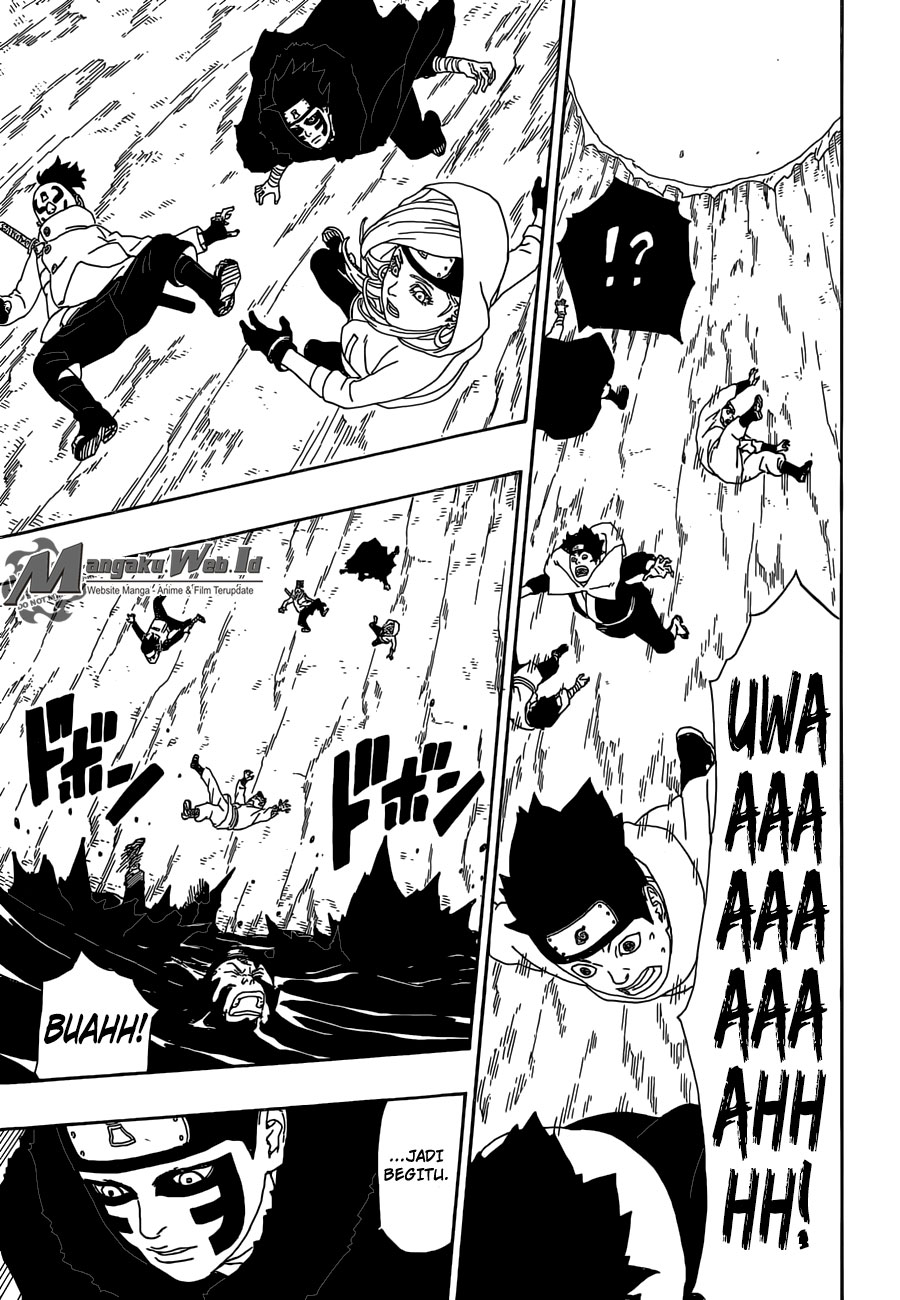 !?
UWA
AAA
AAA
AAA
AHH
HH!
ドボーン
ドボン
BUAHH!
...JADI
BEGITU.
Mangaku.Web.Id
Website Manga - Anime & Film Terupdate